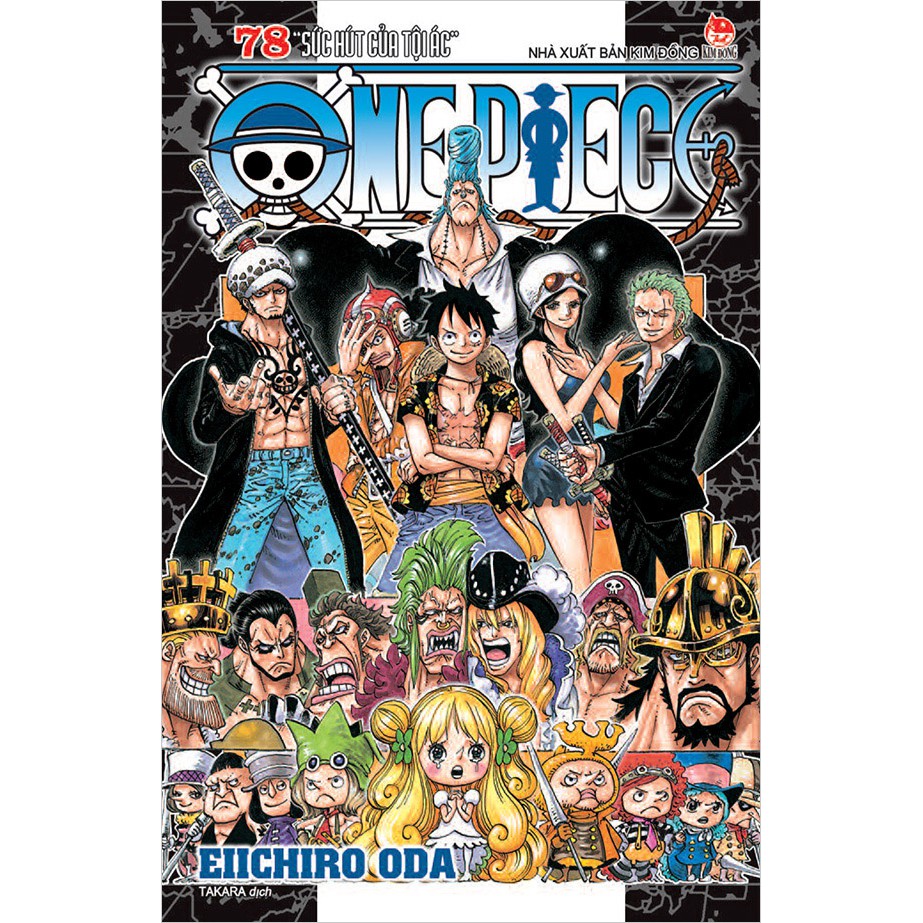 78 "SỨC HÚT CỦA TỘI ÁC"
NHÀ XUẤT BẢN KIM ĐỒNG
KIM ĐỒNG
ONE PIECE
EIICHIRO ODA
TAKARA dịch